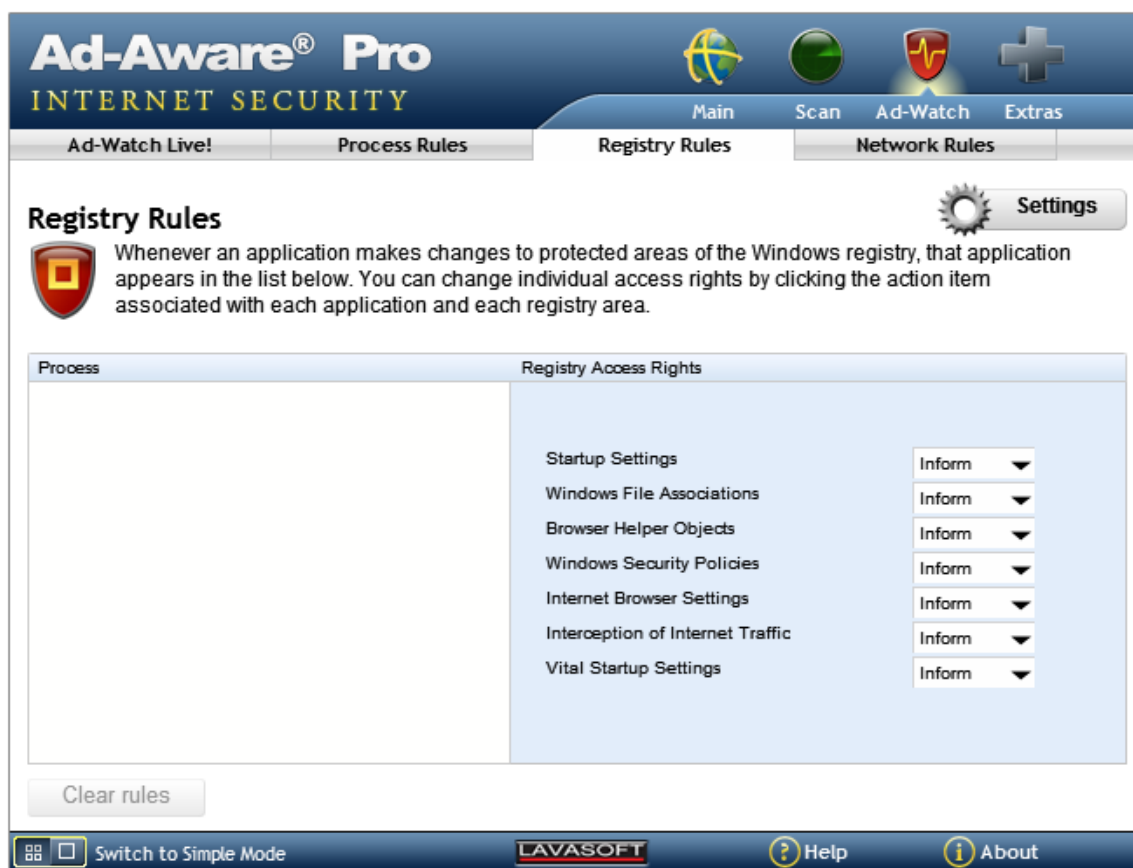 Ad-Aware® Pro
INTERNET SECURITY
Main Scan Ad-Watch Extras
Ad-Watch Live! Process Rules Registry Rules Network Rules
Registry Rules
Settings
Whenever an application makes changes to protected areas of the Windows registry, that application
appears in the list below. You can change individual access rights by clicking the action item
associated with each application and each registry area.
Process Registry Access Rights
Startup Settings Inform
Windows File Associations Inform
Browser Helper Objects Inform
Windows Security Policies Inform
Internet Browser Settings Inform
Interception of Internet Traffic Inform
Vital Startup Settings Inform
Clear rules
Switch to Simple Mode LAVASOFT ? Help i About